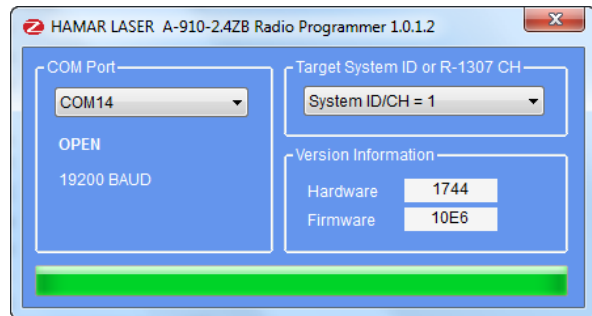 HAMAR LASER A-910-2.4ZB Radio Programmer 1.0.1.2
COM Port
COM14
OPEN
19200 BAUD
Target System ID or R-1307 CH
System ID/CH = 1
Version Information
Hardware 1744
Firmware 10E6